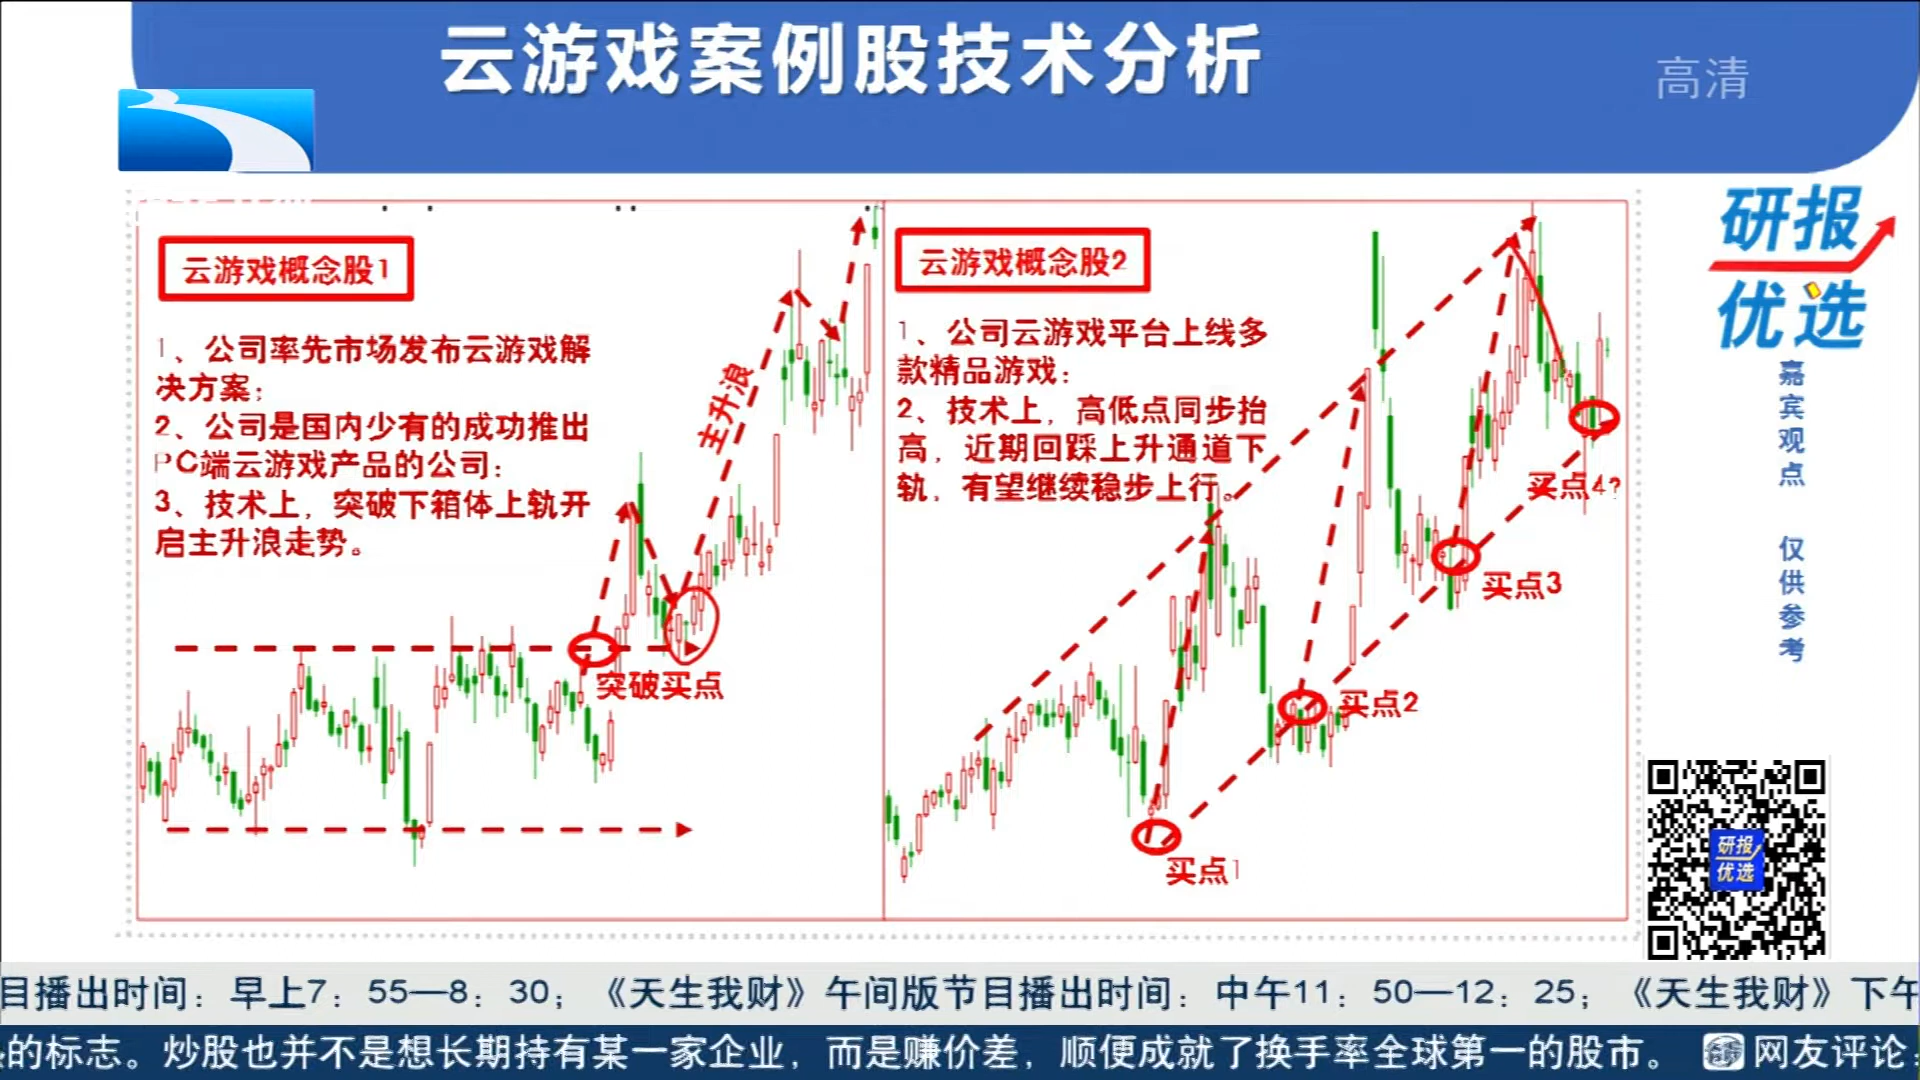 云游戏案例股技术分析
高清
研报
优选
嘉宾观点 仅供参考
云游戏概念股1
1、公司率先市场发布云游戏解
决方案；
2、公司是国内少有的成功推出
PC端云游戏产品的公司；
3、技术上，突破下箱体上轨开
启主升浪走势。
主升浪
突破买点
云游戏概念股2
1、公司云游戏平台上线多
款精品游戏；
2、技术上，高低点同步抬
高，近期回踩上升通道下
轨，有望继续稳步上行。
买点4?
买点3
买点2
买点1
研报
优选
目播出时间：早上7：55—8：30；《天生我财》午间版节目播出时间：中午11：50—12：25；《天生我财》下午
的标志。炒股也并不是想长期持有某一家企业，而是赚价差，顺便成就了换手率全球第一的股市。 网友评论：